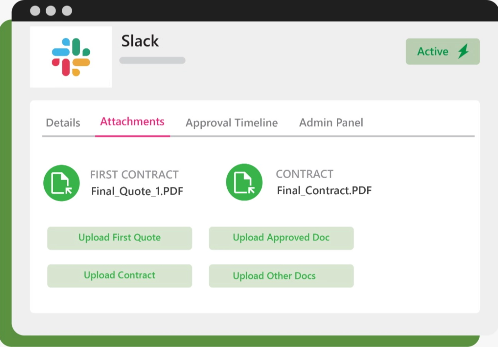 Slack
Active
Details Attachments Approval Timeline Admin Panel
FIRST CONTRACT
Final_Quote_1.PDF
CONTRACT
Final_Contract.PDF
Upload First Quote
Upload Approved Doc
Upload Contract
Upload Other Docs